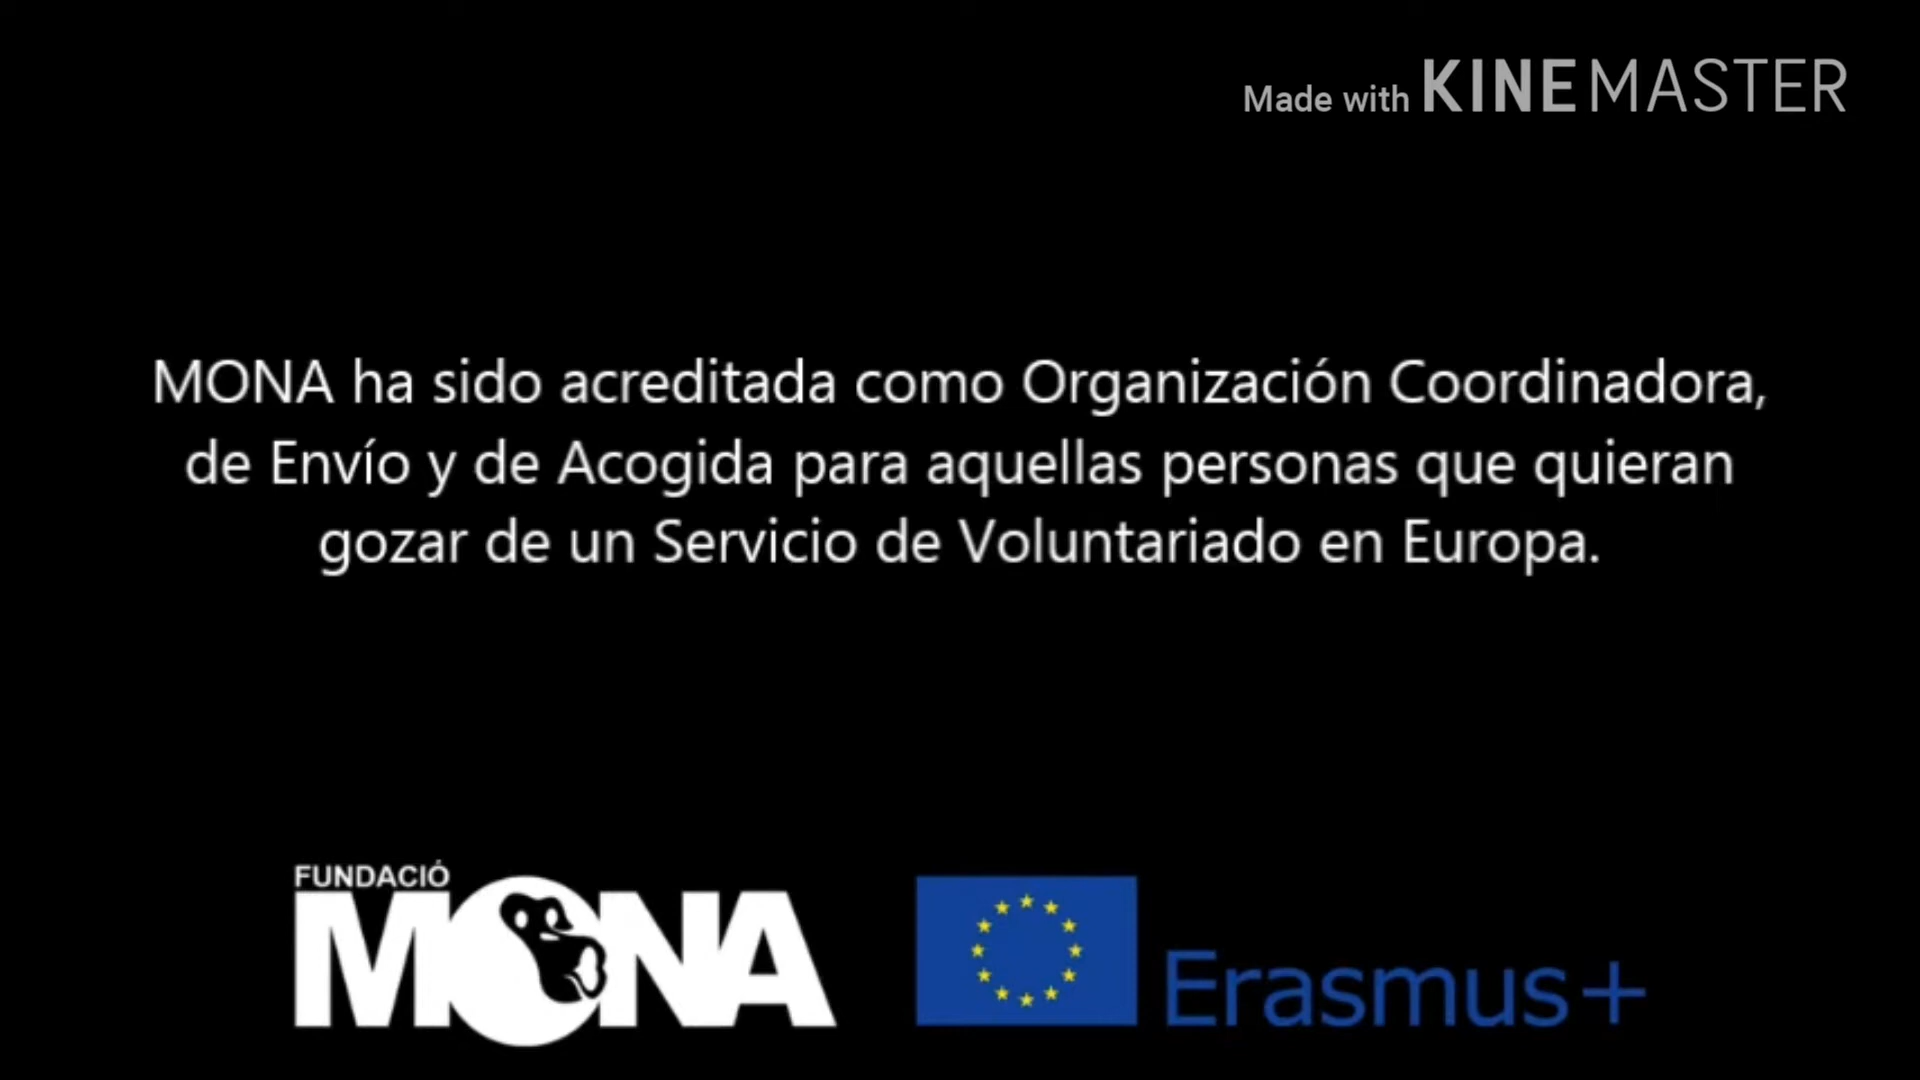 Made with KINEMASTER
MONA ha sido acreditada como Organización Coordinadora,
de Envío y de Acogida para aquellas personas que quieran
gozar de un Servicio de Voluntariado en Europa.
FUNDACIÓ
MONA
Erasmus+